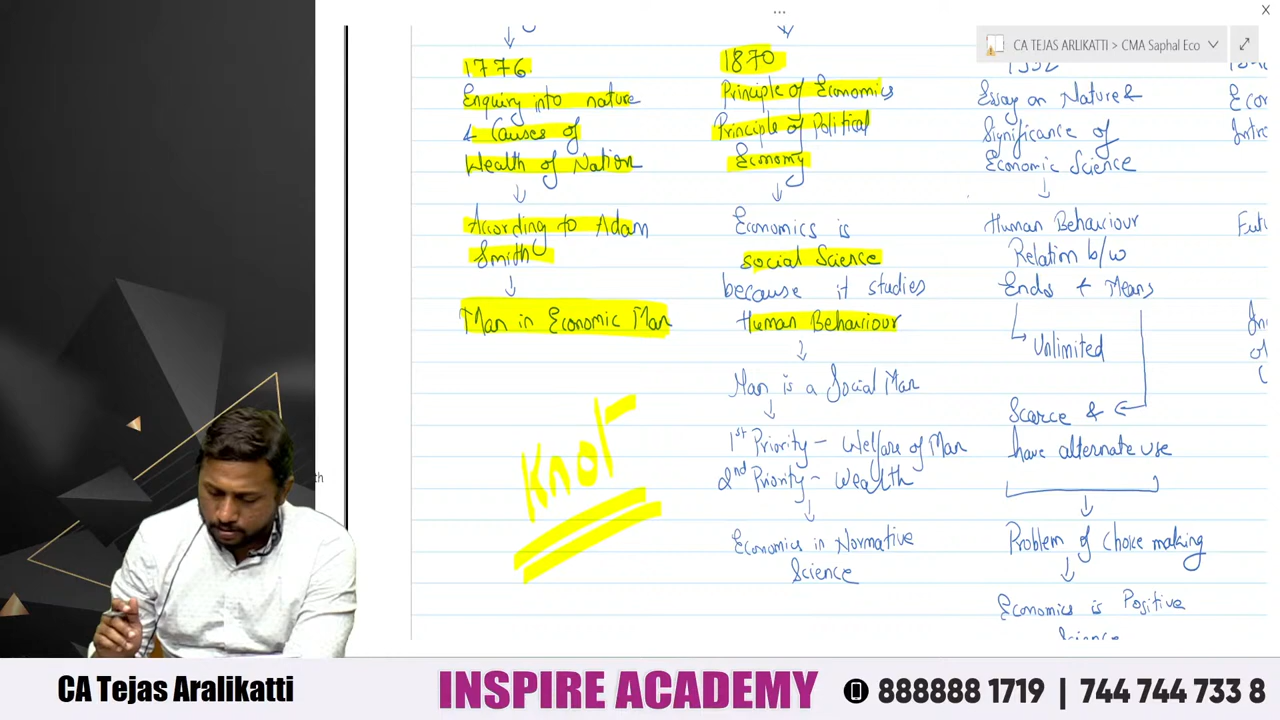 ...
x
CA TEJAS ARLIKATTI > CMA Saphal Eco
1776
Enquiry into nature
& Causes of
Wealth of Nation
According to Adam
Smith
Man in Economic Man
Knot
1870
Principle of Economics
Principle of Political
Economy
Economics is
social Science
because it studies
Human Behaviour
Man is a Social Man
1st Priority - Welfare of Man
2nd Priority - Wealth
Economics in Normative
Science
Essay on Nature &
Significance of
Economic Science
Human Behaviour
Relation b/w
Ends + Means
Unlimited
Scarce &
have alternate use
Problem of choice making
Economics is Positive
Science
CA Tejas Aralikatti
INSPIRE ACADEMY
888888 1719 | 744 744 733 8